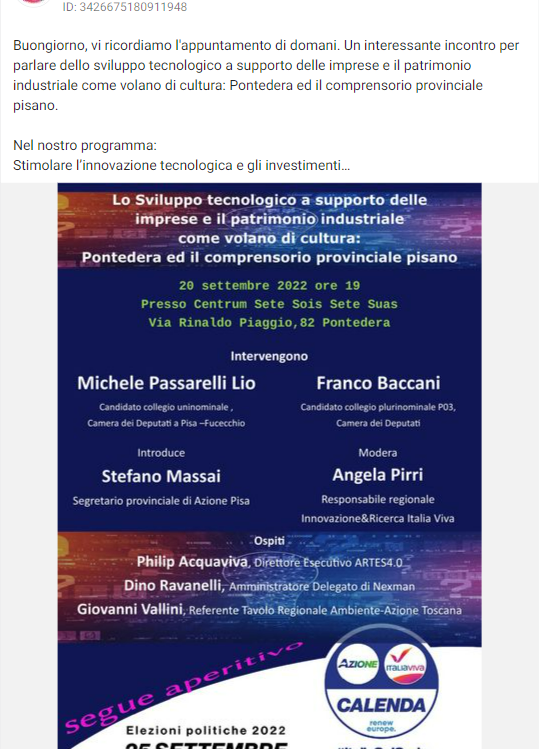 ID: 3426675180911948
Buongiorno, vi ricordiamo l'appuntamento di domani. Un interessante incontro per
parlare dello sviluppo tecnologico a supporto delle imprese e il patrimonio
industriale come volano di cultura: Pontedera ed il comprensorio provinciale
pisano.
Nel nostro programma:
Stimolare l'innovazione tecnologica e gli investimenti...
Lo Sviluppo tecnologico a supporto delle
imprese e il patrimonio industriale
come volano di cultura:
Pontedera ed il comprensorio provinciale pisano
20 settembre 2022 ore 19
Presso Centrum Sete Sois Sete Suas
Via Rinaldo Piaggio,82 Pontedera
Intervengono
Michele Passarelli Lio
Candidato collegio uninominale ,
Camera dei Deputati a Pisa –Fucecchio
Franco Baccani
Candidato collegio plurinominale P03,
Camera dei Deputati
Introduce
Stefano Massai
Segretario provinciale di Azione Pisa
Modera
Angela Pirri
Responsabile regionale
Innovazione&Ricerca Italia Viva
Ospiti
Philip Acquaviva, Direttore Esecutivo ARTES4.0
Dino Ravanelli, Amministratore Delegato di Nexman
Giovanni Vallini, Referente Tavolo Regionale Ambiente-Azione Toscana
segue aperitivo
AZIONE
ITALIAVIVA
CALENDA
renew
europe.
Elezioni politiche 2022
25 SETTEMBRE